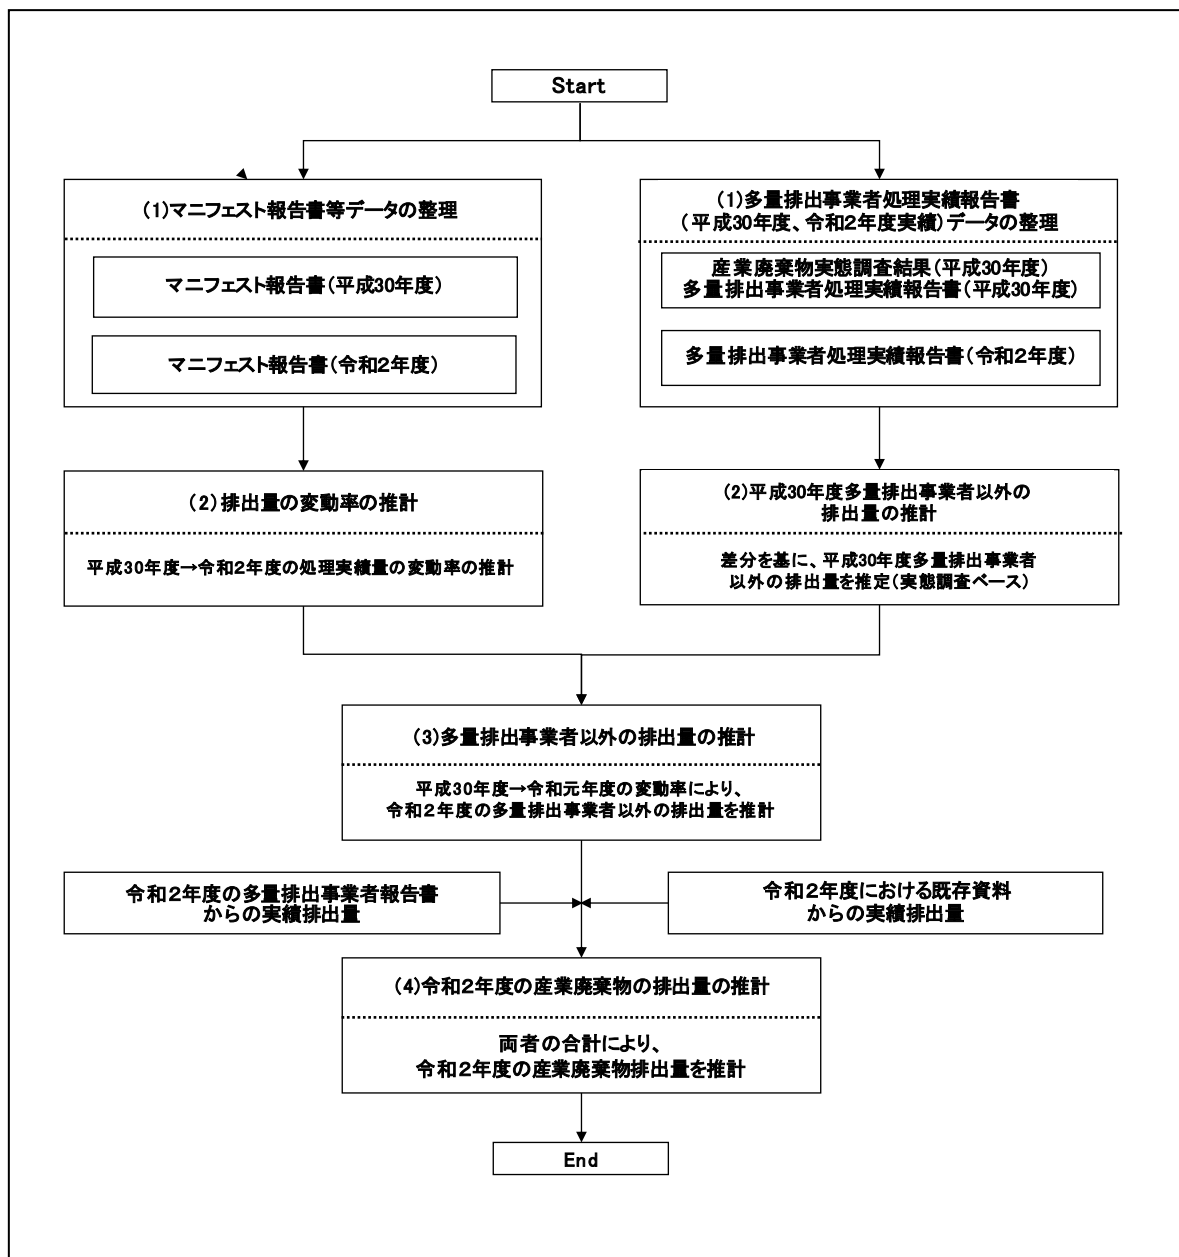 Start
(1)マニフェスト報告書等データの整理
マニフェスト報告書(平成30年度)
マニフェスト報告書(令和2年度)
(1)多量排出事業者処理実績報告書
(平成30年度、令和2年度実績)データの整理
産業廃棄物実態調査結果(平成30年度)
多量排出事業者処理実績報告書(平成30年度)
多量排出事業者処理実績報告書(令和2年度)
(2)排出量の変動率の推計
平成30年度→令和2年度の処理実績量の変動率の推計
(2)平成30年度多量排出事業者以外の
排出量の推計
差分を基に、平成30年度多量排出事業者
以外の排出量を推定(実態調査ベース)
(3)多量排出事業者以外の排出量の推計
平成30年度→令和元年度の変動率により、
令和2年度の多量排出事業者以外の排出量を推計
令和2年度の多量排出事業者報告書
からの実績排出量
令和2年度における既存資料
からの実績排出量
(4)令和2年度の産業廃棄物の排出量の推計
両者の合計により、
令和2年度の産業廃棄物排出量を推計
End